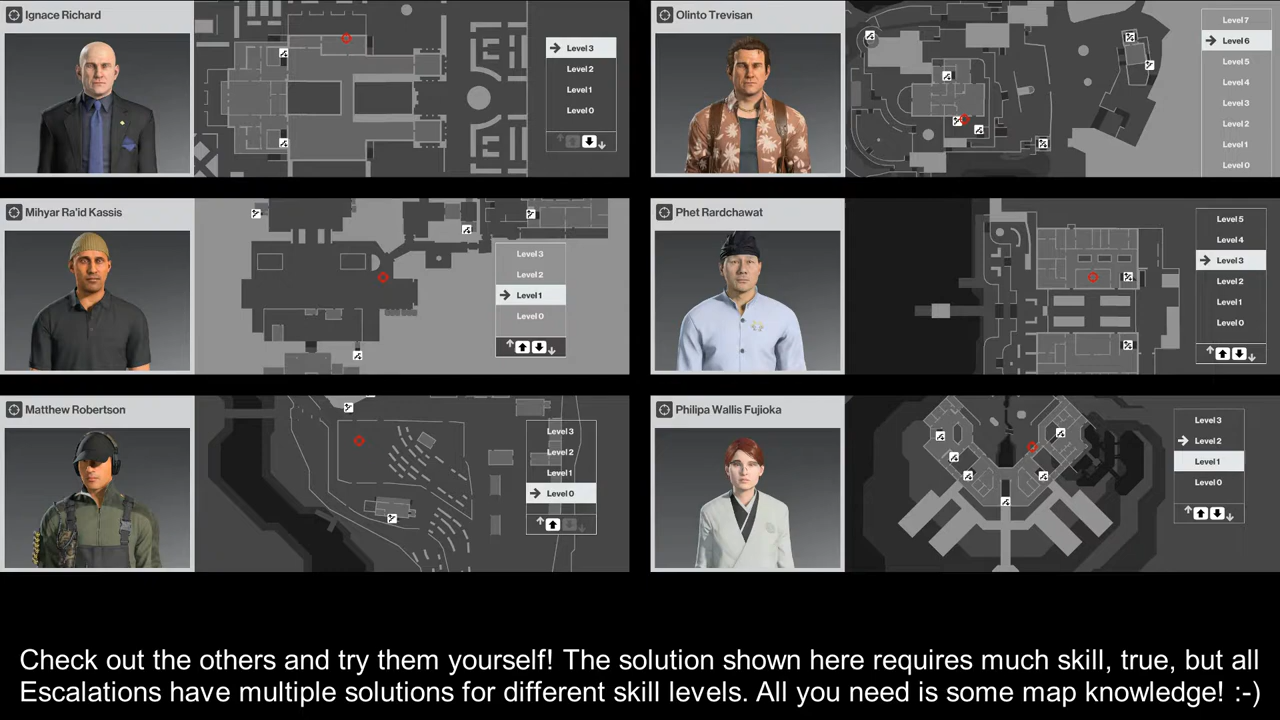 Ignace Richard
Level 3
Level 2
Level 1
Level 0
Olinto Trevisan
Level 7
Level 6
Level 5
Level 4
Level 3
Level 2
Level 1
Level 0
Mihyar Ra'id Kassis
Level 3
Level 2
Level 1
Level 0
Phet Rardchawat
Level 5
Level 4
Level 3
Level 2
Level 1
Level 0
Matthew Robertson
Level 3
Level 2
Level 1
Level 0
Philipa Wallis Fujioka
Level 3
Level 2
Level 1
Level 0
Check out the others and try them yourself! The solution shown here requires much skill, true, but all
Escalations have multiple solutions for different skill levels. All you need is some map knowledge! :-)